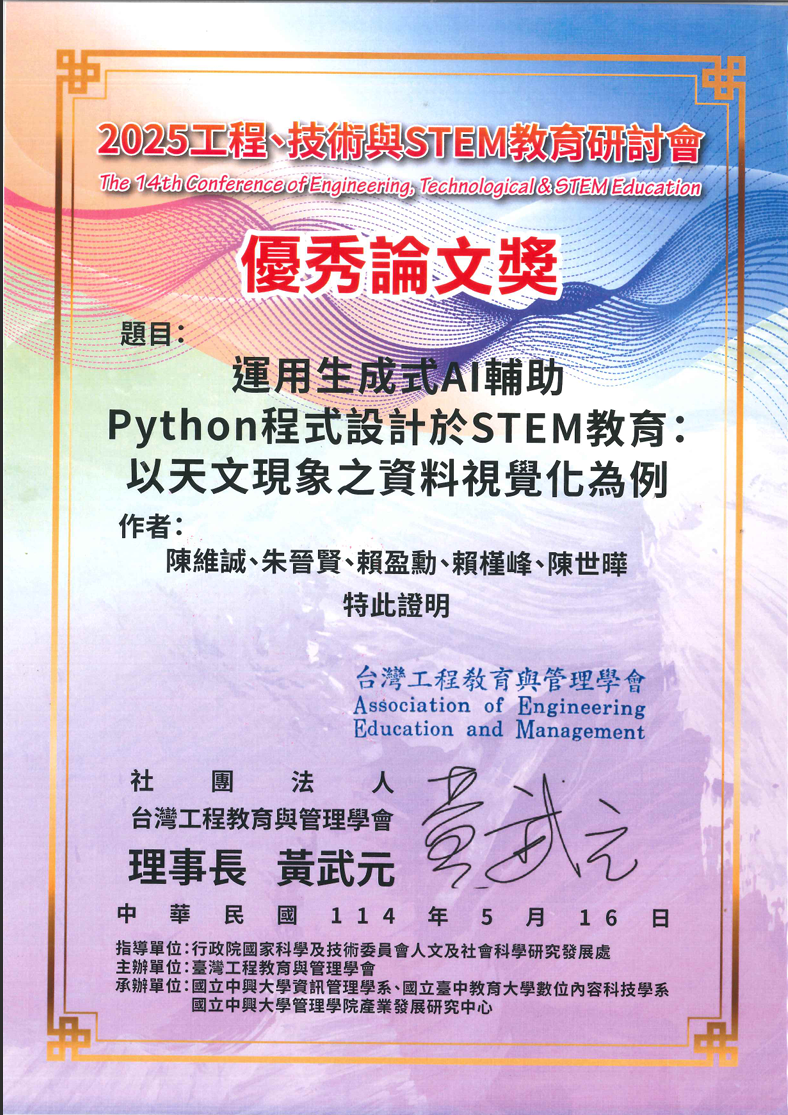 2025工程、技術與STEM教育研討會
The 14th Conference of Engineering, Technological & STEM Education
優秀論文獎
題目：
運用生成式AI輔助
Python程式設計於STEM教育：
以天文現象之資料視覺化為例
作者：
陳維誠、朱晉賢、賴盈勳、賴槿峰、陳世曄
特此證明
台灣工程教育與管理學會
Association of Engineering
Education and Management
社團法人
台灣工程教育與管理學會
理事長 黃武元
黃武元
中華民國114年5月16日
指導單位：行政院國家科學及技術委員會人文及社會科學研究發展處
主辦單位：臺灣工程教育與管理學會
承辦單位：國立中興大學資訊管理學系、國立臺中教育大學數位內容科技學系
國立中興大學管理學院產業發展研究中心